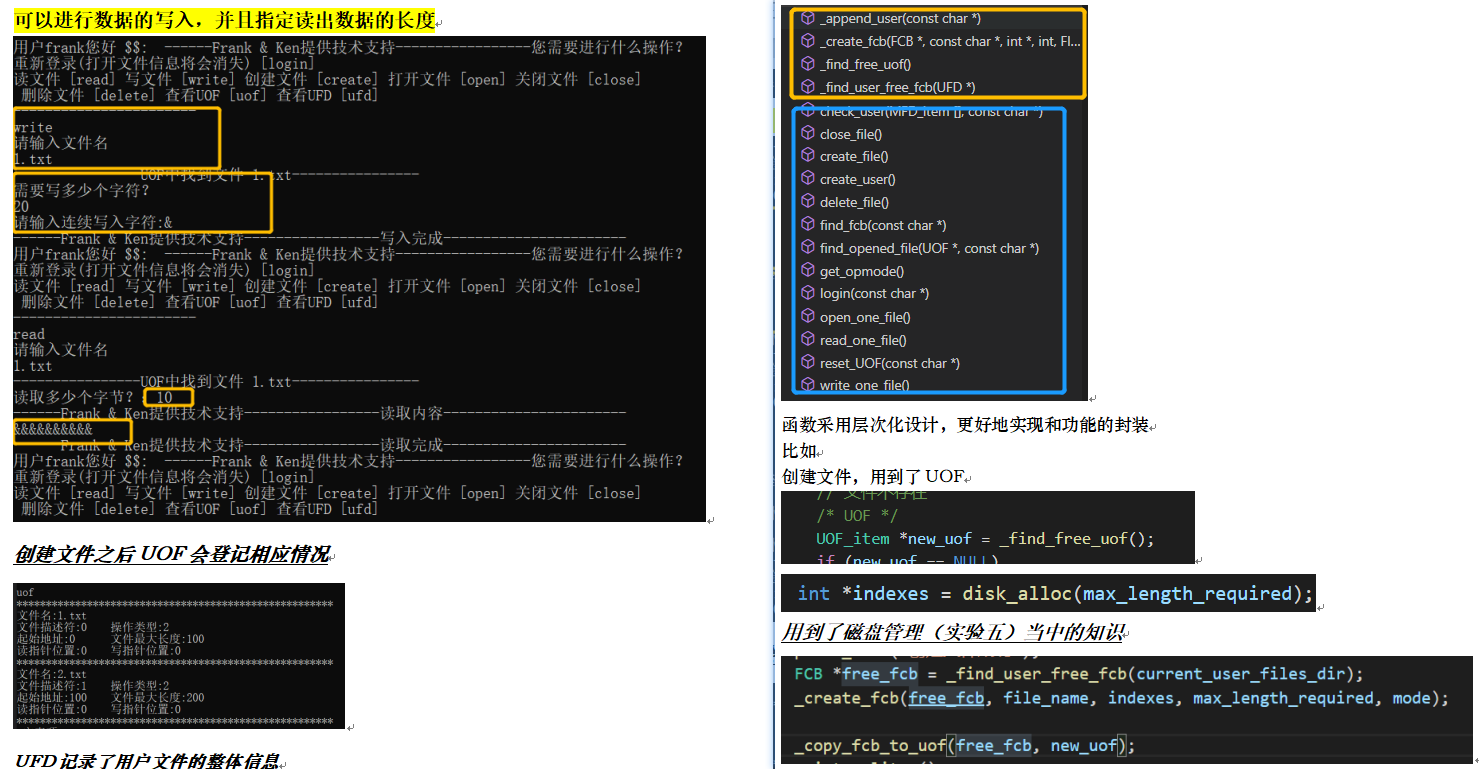 可以进行数据的写入，并且指定读出数据的长度
用户frank您好 $$:  ------Frank & Ken提供技术支持-----------------您需要进行什么操作?
重新登录(打开文件信息将会消失) [login]
读文件 [read] 写文件 [write] 创建文件 [create] 打开文件 [open] 关闭文件 [close]
删除文件 [delete] 查看UOF [uof] 查看UFD [ufd]
-----------------------
write
请输入文件名
1.txt
----------------UOF中找到文件 1.txt----------------
需要写多少个字符?
20
请输入连续写入字符:&
------Frank & Ken提供技术支持-----------------写入完成-----------------------
用户frank您好 $$:  ------Frank & Ken提供技术支持-----------------您需要进行什么操作?
重新登录(打开文件信息将会消失) [login]
读文件 [read] 写文件 [write] 创建文件 [create] 打开文件 [open] 关闭文件 [close]
删除文件 [delete] 查看UOF [uof] 查看UFD [ufd]
-----------------------
read
请输入文件名
1.txt
----------------UOF中找到文件 1.txt----------------
读取多少个字节? : 10
------Frank & Ken提供技术支持-----------------读取内容-----------------------
&&&&&&&&&&
------Frank & Ken提供技术支持-----------------读取完成-----------------------
用户frank您好 $$:  ------Frank & Ken提供技术支持-----------------您需要进行什么操作?
重新登录(打开文件信息将会消失) [login]
读文件 [read] 写文件 [write] 创建文件 [create] 打开文件 [open] 关闭文件 [close]
删除文件 [delete] 查看UOF [uof] 查看UFD [ufd]
创建文件之后 UOF 会登记相应情况
uof
******************************************************
文件名:1.txt
文件描述符:0 操作类型:2
起始地址:0 文件最大长度:100
读指针位置:0 写指针位置:0
******************************************************
文件名:2.txt
文件描述符:1 操作类型:2
起始地址:100 文件最大长度:200
读指针位置:0 写指针位置:0
******************************************************
UFD 记录了用户文件的整体信息
_append_user(const char *)
_create_fcb(FCB *, const char *, int *, int, Fl...
_find_free_uof()
_find_user_free_fcb(UFD *)
check_user(MFD_item [], const char *)
close_file()
create_file()
create_user()
delete_file()
find_fcb(const char *)
find_opened_file(UOF *, const char *)
get_opmode()
login(const char *)
open_one_file()
read_one_file()
reset_UOF(const char *)
write_one_file()
函数采用层次化设计，更好地实现和功能的封装
比如
创建文件，用到了 UOF
// 文件不存在
/* UOF */
UOF_item *new_uof = _find_free_uof();
if (new_uof == NULL)
int *indexes = disk_alloc(max_length_required);
用到了磁盘管理（实验五）当中的知识
FCB *free_fcb = _find_user_free_fcb(current_user_files_dir);
_create_fcb(free_fcb, file_name, indexes, max_length_required, mode);
_copy_fcb_to_uof(free_fcb, new_uof);